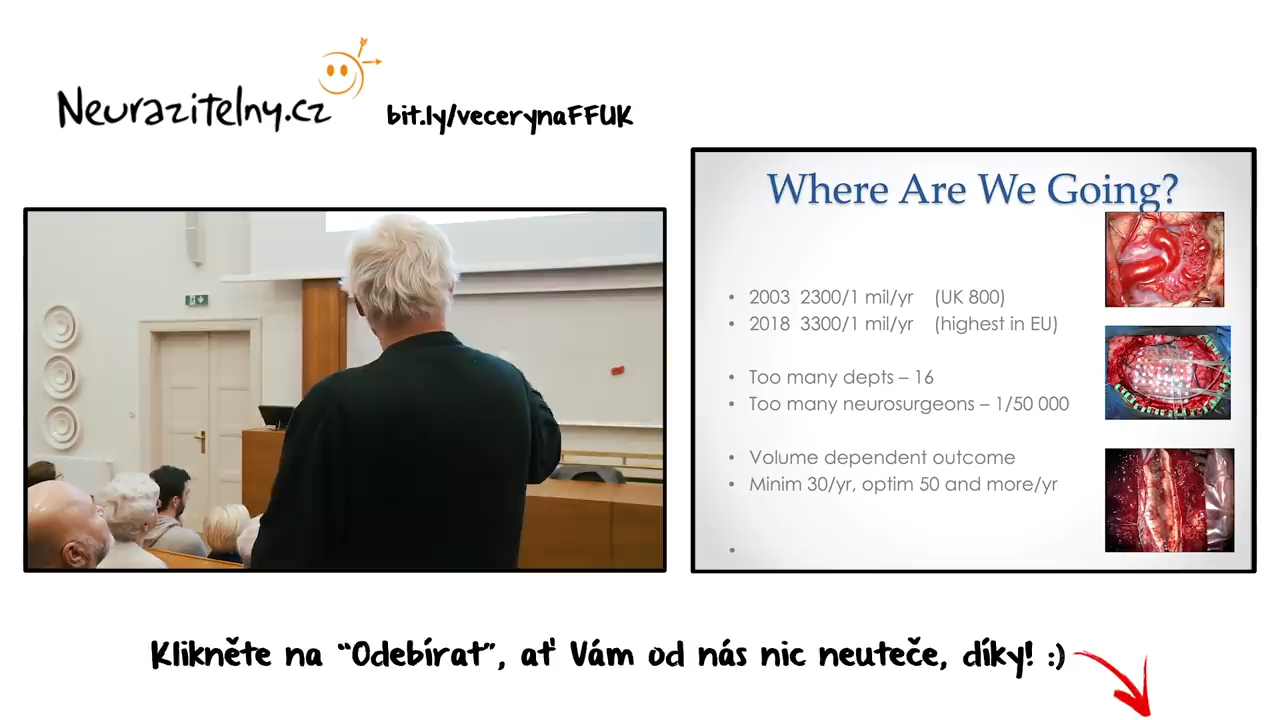 Neurazitelny.cz
bit.ly/vecerynaFFUK
Where Are We Going?
• 2003 2300/1 mil/yr (UK 800)
• 2018 3300/1 mil/yr (highest in EU)
• Too many depts – 16
• Too many neurosurgeons – 1/50 000
• Volume dependent outcome
• Minim 30/yr, optim 50 and more/yr
•
Klikněte na "Odebírat", ať Vám od nás nic neuteče, díky! :)